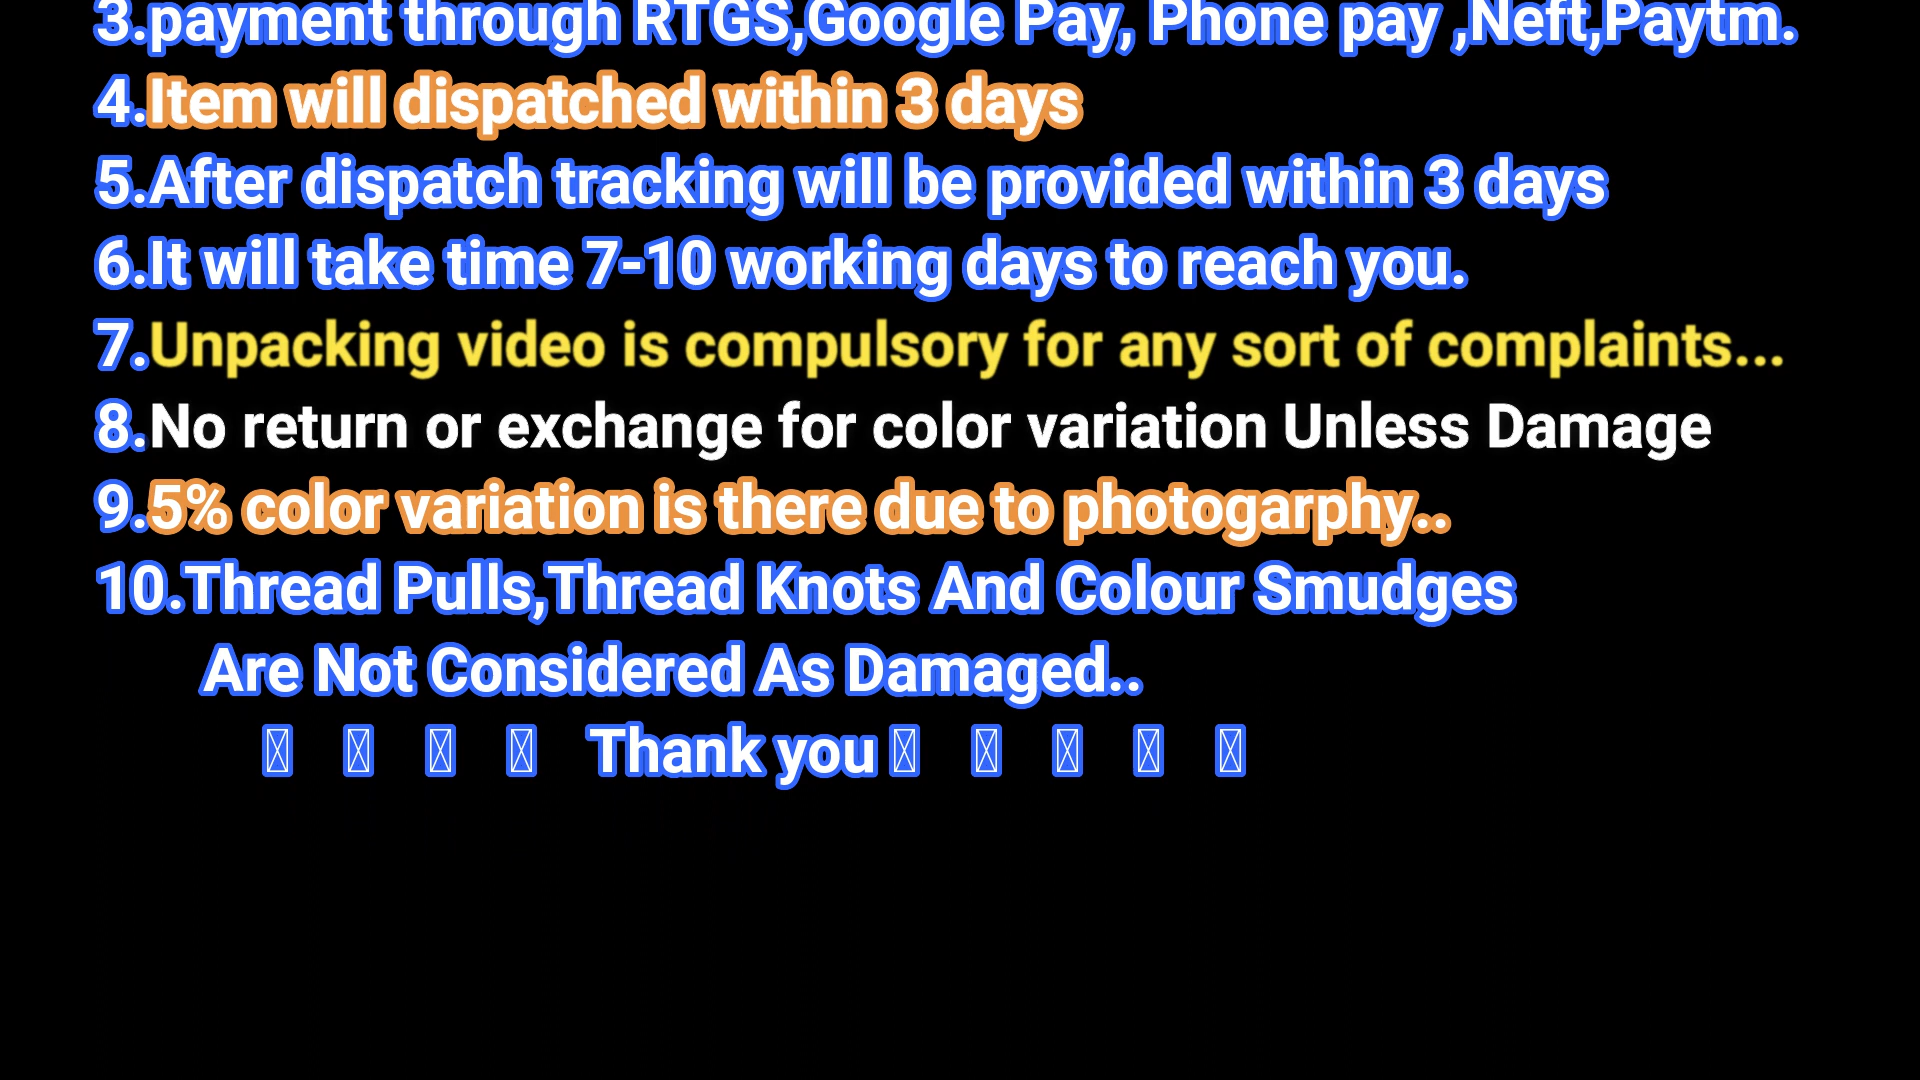 3.payment through RTGS,Google Pay, Phone pay ,Neft,Paytm.
4.Item will dispatched within 3 days
5.After dispatch tracking will be provided within 3 days
6.It will take time 7-10 working days to reach you.
7.Unpacking video is compulsory for any sort of complaints...
8.No return or exchange for color variation Unless Damage
9.5% color variation is there due to photogarphy..
10.Thread Pulls,Thread Knots And Colour Smudges
Are Not Considered As Damaged..
Thank you